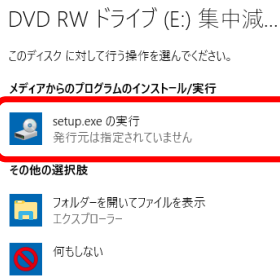 DVD RW ドライブ (E:) 集中減...
このディスク に対して行う操作を選んでください。
メディアからのプログラムのインストール/実行
setup.exe の実行
発行元は指定されていません
その他の選択肢
フォルダーを開いてファイルを表示
エクスプローラー
何もしない